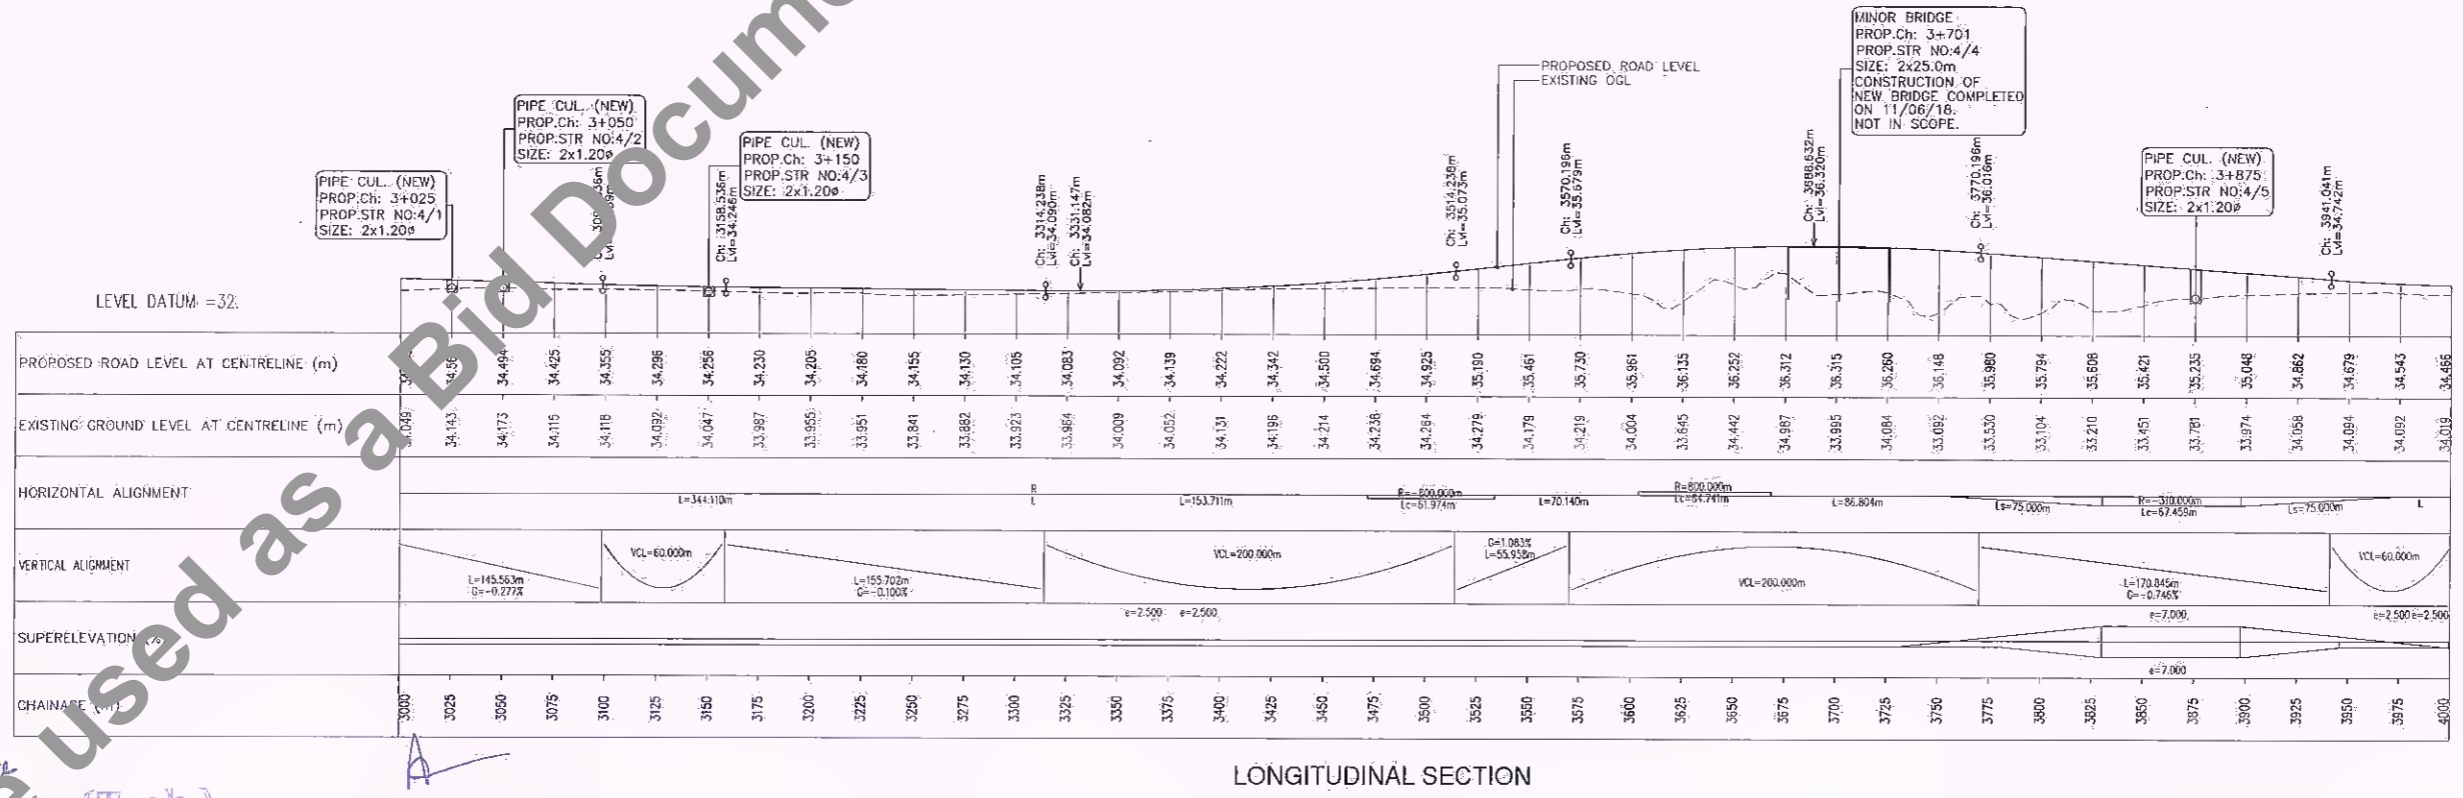 MINOR BRIDGE
PROP.Ch: 3+701
PROP.STR NO:4/4
SIZE: 2x25.0m
CONSTRUCTION OF
NEW BRIDGE COMPLETED
ON 11/06/18.
NOT IN SCOPE.
PROPOSED ROAD LEVEL
EXISTING OGL
PIPE CUL. (NEW)
PROP.Ch: 3+050
PROP.STR NO:4/2
SIZE: 2x1.20ø
PIPE CUL. (NEW)
PROP.Ch: 3+150
PROP.STR NO:4/3
SIZE: 2x1.20ø
PIPE CUL. (NEW)
PROP.Ch: 3+875
PROP.STR NO:4/5
SIZE: 2x1.20ø
PIPE CUL. (NEW)
PROP.Ch: 3+025
PROP.STR NO:4/1
SIZE: 2x1.20ø
Ch: 3158.536m
Lvl=34.246m
Ch: 3314.238m
Lvl=34.090m
Ch: 3331.147m
Lvl=34.082m
Ch: 3514.238m
Lvl=35.073m
Ch: 3570.196m
Lvl=35.679m
Ch: 3688.632m
Lvl=36.320m
Ch: 3770.196m
Lvl=36.016m
Ch: 3941.041m
Lvl=34.742m
LEVEL DATUM =32.
PROPOSED ROAD LEVEL AT CENTRELINE (m) 34.494 34.425 34.355 34.296 34.256 34.230 34.205 34.180 34.155 34.130 34.105 34.083 34.092 34.139 34.222 34.342 34.500 34.694 34.925 35.190 35.461 35.730 35.961 36.135 36.252 36.312 36.315 36.260 36.148 35.980 35.794 35.608 35.421 35.235 35.048 34.862 34.679 34.543 34.466
EXISTING GROUND LEVEL AT CENTRELINE (m) 34.143 34.173 34.115 34.118 34.092 34.047 33.987 33.955 33.951 33.841 33.882 33.923 33.964 34.009 34.052 34.131 34.196 34.214 34.238 34.264 34.279 34.179 34.219 34.004 33.645 34.442 34.987 33.995 34.084 33.092 33.530 33.104 33.210 33.451 33.781 33.974 34.058 34.094 34.092 34.019
HORIZONTAL ALIGNMENT
L=344.110m
R
L
L=153.711m
R=-800.000m
Lc=61.974m
L=70.140m
R=800.000m
Lc=64.741m
L=86.804m
Ls=75.000m
R=-310.000m
Lc=67.459m
Ls=75.000m
L
VERTICAL ALIGNMENT
L=145.563m
G=-0.277%
VCL=60.000m
L=155.702m
G=-0.100%
VCL=200.000m
G=1.083%
L=55.958m
VCL=200.000m
L=170.845m
G=-0.746%
VCL=60.000m
SUPERELEVATION (%)
e=2.500 e=2.500
e=7.000
e=2.500 e=2.500
e=7.000
CHAINAGE (m) 3000 3025 3050 3075 3100 3125 3150 3175 3200 3225 3250 3275 3300 3325 3350 3375 3400 3425 3450 3475 3500 3525 3550 3575 3600 3625 3650 3675 3700 3725 3750 3775 3800 3825 3850 3875 3900 3925 3950 3975 4000
LONGITUDINAL SECTION
used as a Bid Docum